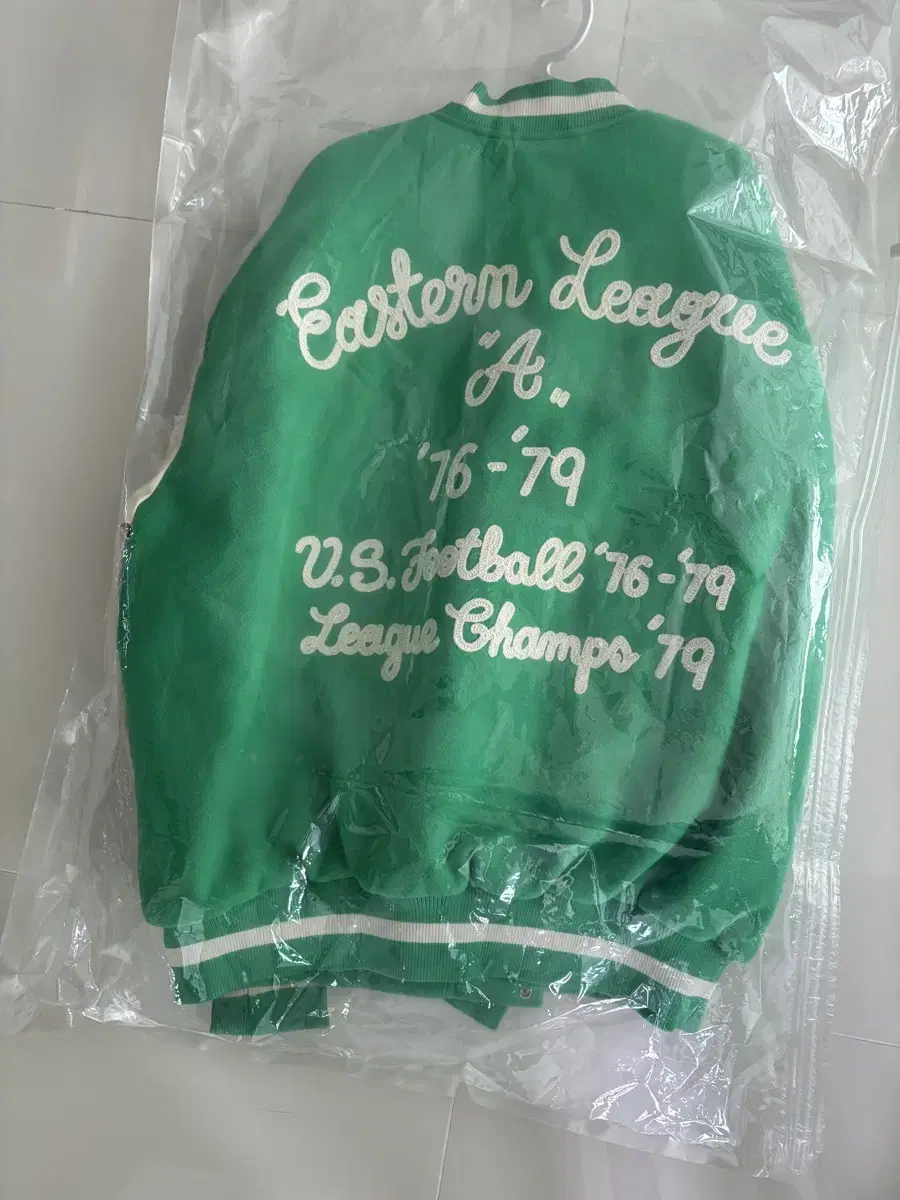 Eastern League
"A"
'76-'79
U.S. Football '76-'79
League Champs '79